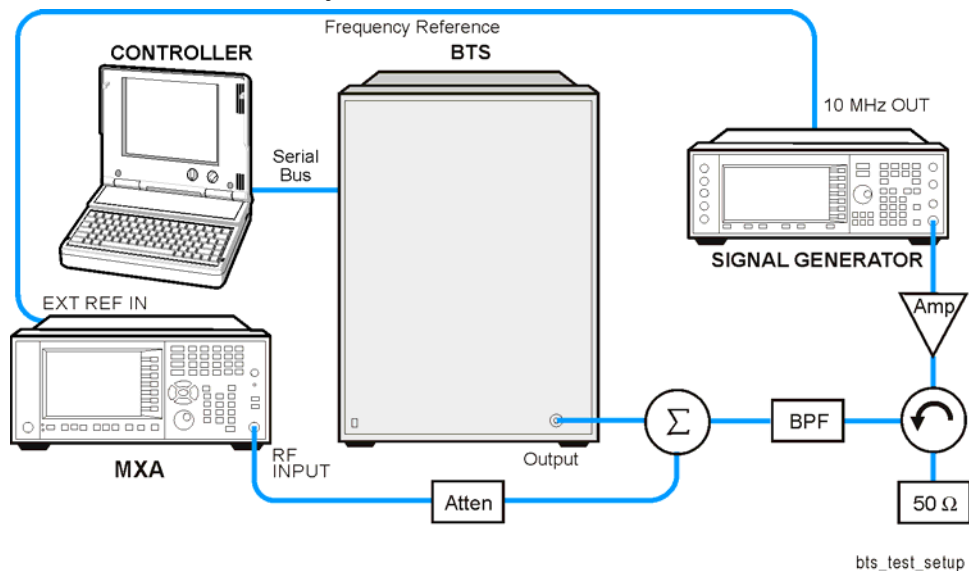 Frequency Reference
CONTROLLER
BTS
10 MHz OUT
Serial
Bus
SIGNAL GENERATOR
EXT REF IN
Amp
Σ
BPF
RF
INPUT
Output
MXA
Atten
50 Ω
bts_test_setup